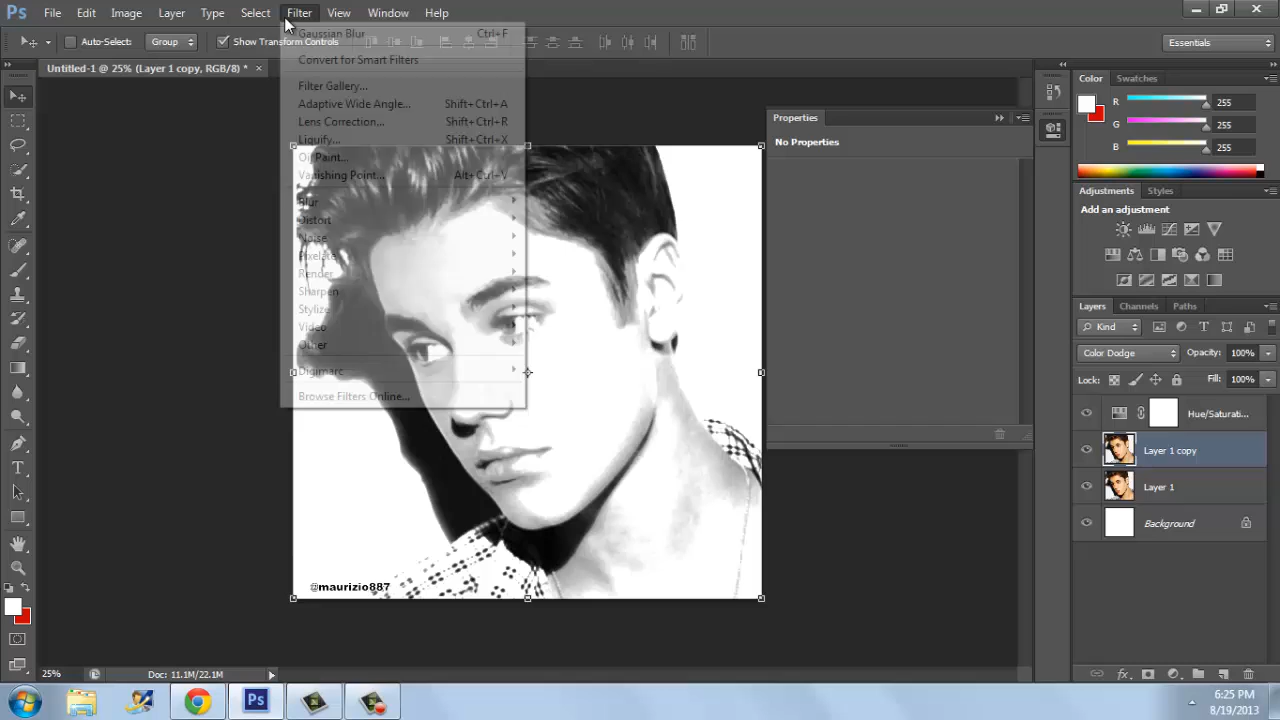 Ps File Edit Image Layer Type Select Filter View Window Help
Auto-Select: Group Show Transform Controls Essentials
Untitled-1 @ 25% (Layer 1 copy, RGB/8) * ×
Gaussian Blur Ctrl+F
Convert for Smart Filters
Filter Gallery...
Adaptive Wide Angle... Shift+Ctrl+A
Lens Correction... Shift+Ctrl+R
Liquify... Shift+Ctrl+X
Oil Paint...
Vanishing Point... Alt+Ctrl+V
Blur
Distort
Noise
Pixelate
Render
Sharpen
Stylize
Video
Other
Digimarc
Browse Filters Online...
@maurizio887
Properties
No Properties
Color Swatches
R 255
G 255
B 255
Adjustments Styles
Add an adjustment
Layers Channels Paths
Kind
Color Dodge Opacity: 100%
Lock: Fill: 100%
Hue/Saturati...
Layer 1 copy
Layer 1
Background
fx
25% Doc: 11.1M/22.1M
Ps
6:25 PM
8/19/2013